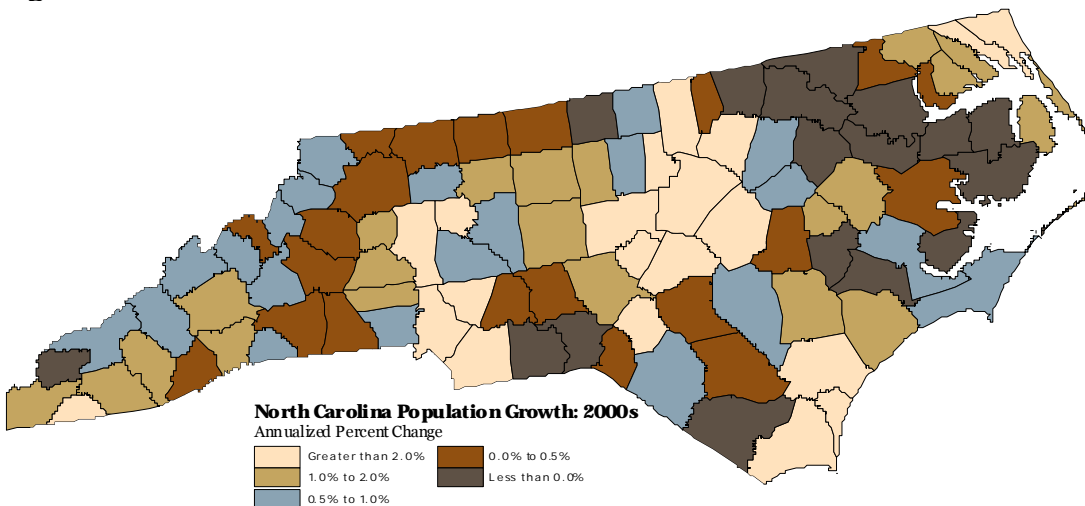 North Carolina Population Growth: 2000s
Annualized Percent Change
Greater than 2.0%
0.0% to 0.5%
1.0% to 2.0%
Less than 0.0%
0.5% to 1.0%